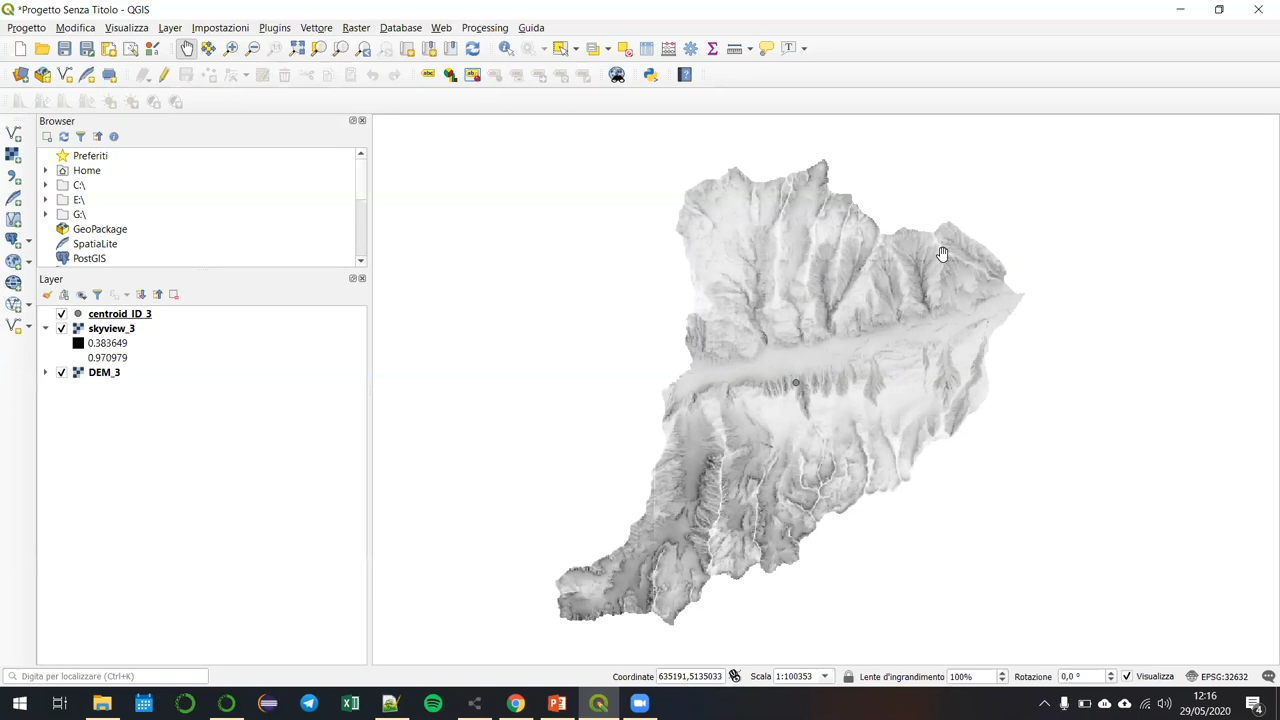 *Progetto Senza Titolo - QGIS
Progetto Modifica Visualizza Layer Impostazioni Plugins Vettore Raster Database Web Processing Guida
Browser
Preferiti
Home
C:\
E:\
G:\
GeoPackage
SpatiaLite
PostGIS
Layer
centroid_ID_3
skyview_3
0.383649
0.970979
DEM_3
Digita per localizzare (Ctrl+K)
Coordinate 635191,5135033 Scala 1:100353 Lente d'ingrandimento 100% Rotazione 0,0 ° Visualizza EPSG:32632
12:16
29/05/2020
4